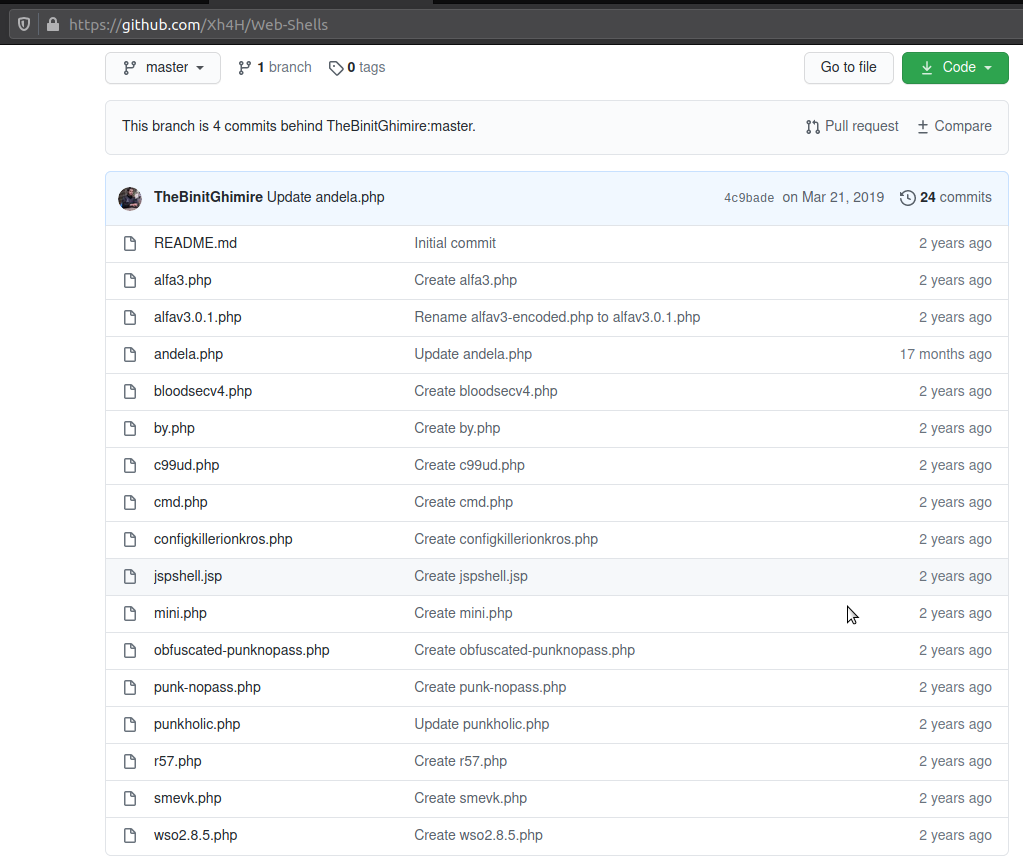 https://github.com/Xh4H/Web-Shells
master 1 branch 0 tags Go to file Code
This branch is 4 commits behind TheBinitGhimire:master. Pull request Compare
TheBinitGhimire Update andela.php 4c9bade on Mar 21, 2019 24 commits
README.md Initial commit 2 years ago
alfa3.php Create alfa3.php 2 years ago
alfav3.0.1.php Rename alfav3-encoded.php to alfav3.0.1.php 2 years ago
andela.php Update andela.php 17 months ago
bloodsecv4.php Create bloodsecv4.php 2 years ago
by.php Create by.php 2 years ago
c99ud.php Create c99ud.php 2 years ago
cmd.php Create cmd.php 2 years ago
configkillerionkros.php Create configkillerionkros.php 2 years ago
jspshell.jsp Create jspshell.jsp 2 years ago
mini.php Create mini.php 2 years ago
obfuscated-punknopass.php Create obfuscated-punknopass.php 2 years ago
punk-nopass.php Create punk-nopass.php 2 years ago
punkholic.php Update punkholic.php 2 years ago
r57.php Create r57.php 2 years ago
smevk.php Create smevk.php 2 years ago
wso2.8.5.php Create wso2.8.5.php 2 years ago